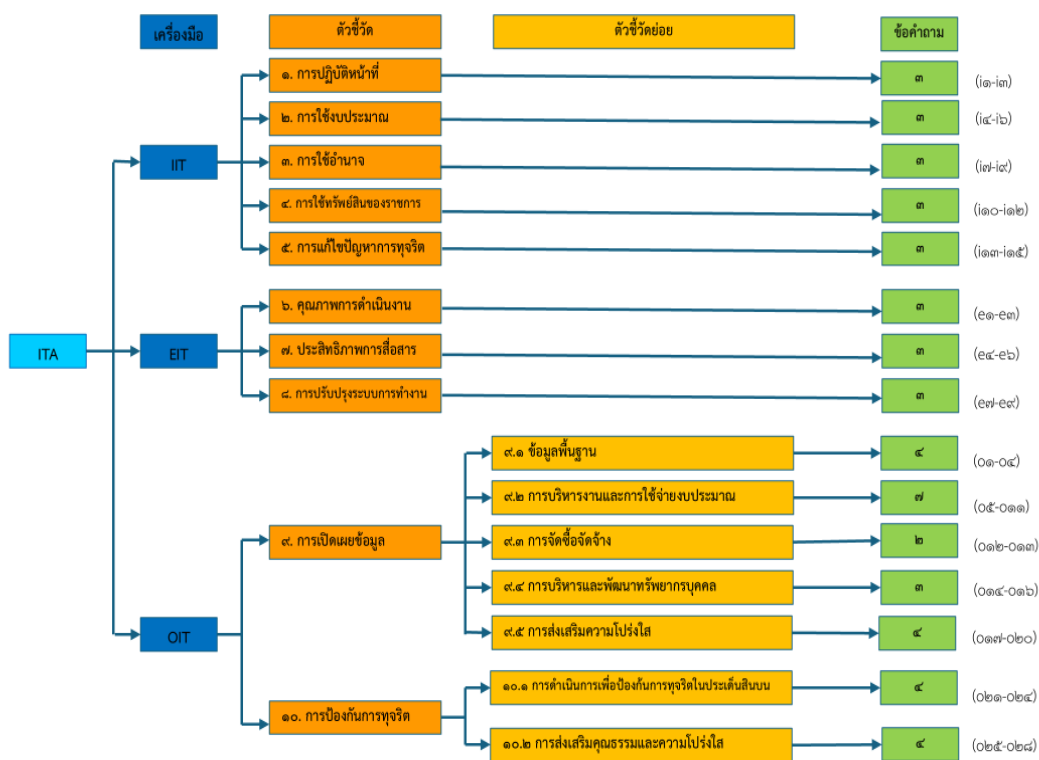 เครื่องมือ ตัวชี้วัด ตัวชี้วัดย่อย ข้อคำถาม
๑. การปฏิบัติหน้าที่ ๓ (i๑-i๓)
๒. การใช้งบประมาณ ๓ (i๔-i๖)
IIT ๓. การใช้อำนาจ ๓ (i๗-i๙)
๔. การใช้ทรัพย์สินของราชการ ๓ (i๑๐-i๑๒)
๕. การแก้ไขปัญหาการทุจริต ๓ (i๑๓-i๑๕)
๖. คุณภาพการดำเนินงาน ๓ (e๑-e๓)
ITA EIT ๗. ประสิทธิภาพการสื่อสาร ๓ (e๔-e๖)
๘. การปรับปรุงระบบการทำงาน ๓ (e๗-e๙)
๙.๑ ข้อมูลพื้นฐาน ๔ (o๑-o๔)
๙.๒ การบริหารงานและการใช้จ่ายงบประมาณ ๗ (o๕-o๑๑)
๙. การเปิดเผยข้อมูล ๙.๓ การจัดซื้อจัดจ้าง ๒ (o๑๒-o๑๓)
๙.๔ การบริหารและพัฒนาทรัพยากรบุคคล ๓ (o๑๔-o๑๖)
OIT ๙.๕ การส่งเสริมความโปร่งใส ๔ (o๑๗-o๒๐)
๑๐.๑ การดำเนินการเพื่อป้องกันการทุจริตในประเด็นสินบน ๔ (o๒๑-o๒๔)
๑๐. การป้องกันการทุจริต
๑๐.๒ การส่งเสริมคุณธรรมและความโปร่งใส ๔ (o๒๕-o๒๘)